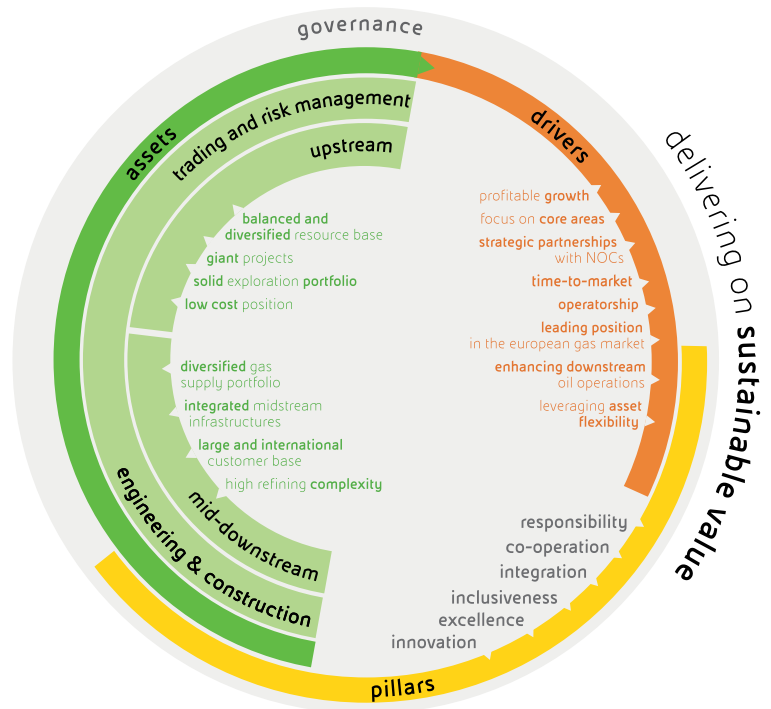 governance
assets
trading and risk management
upstream
balanced and
diversified resource base
giant projects
solid exploration portfolio
low cost position
diversified gas
supply portfolio
integrated midstream
infrastructures
large and international
customer base
high refining complexity
mid-downstream
engineering & construction
drivers
profitable growth
focus on core areas
strategic partnerships
with NOCs
time-to-market
operatorship
leading position
in the european gas market
enhancing downstream
oil operations
leveraging asset
flexibility
delivering on sustainable value
responsibility
co-operation
integration
inclusiveness
excellence
innovation
pillars